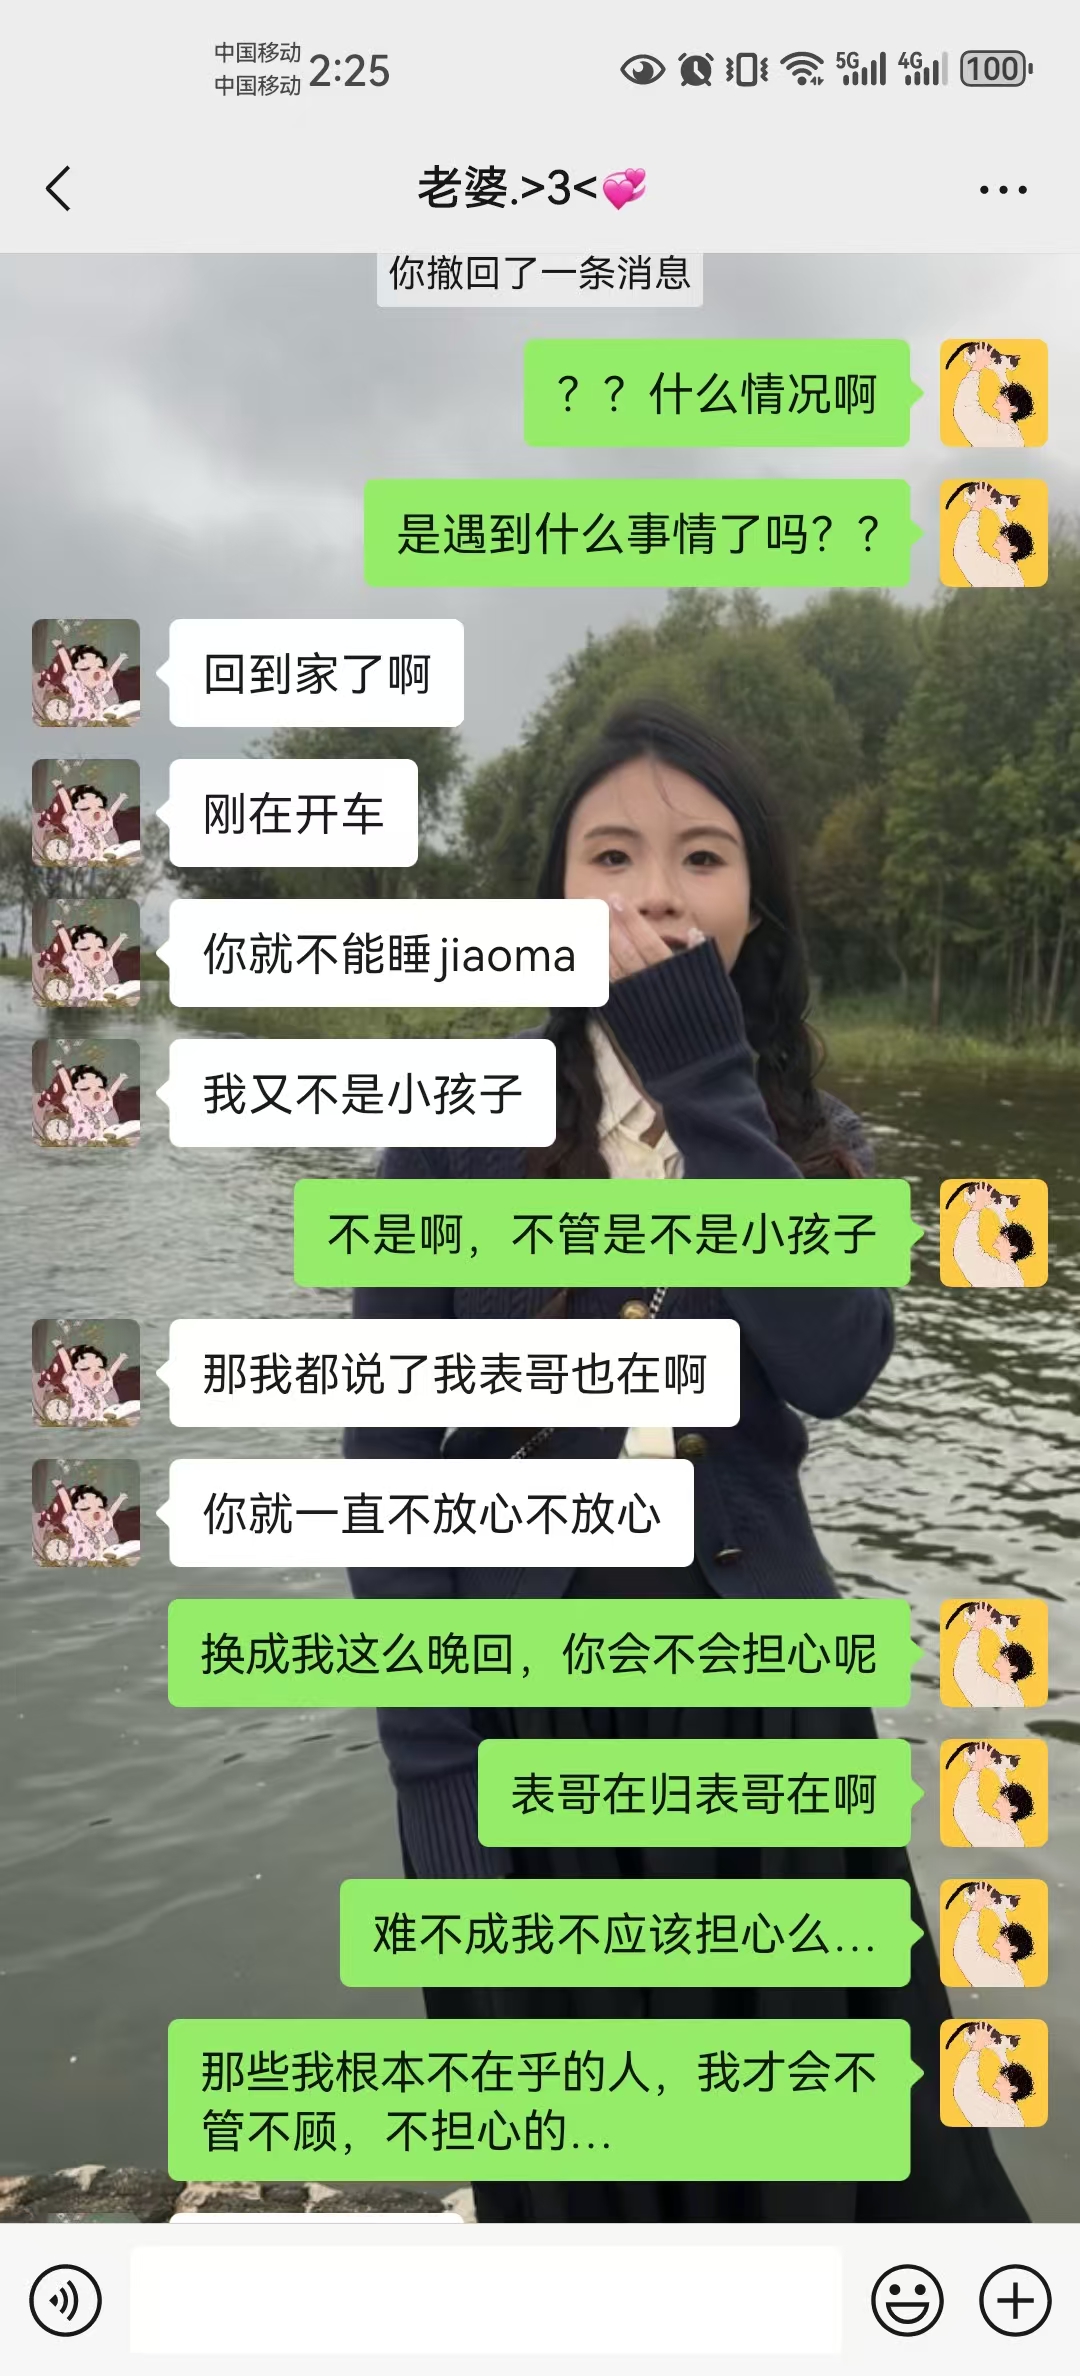 中国移动
中国移动
2:25
5G
4G
100
老婆.>3<💞
你撤回了一条消息
？？什么情况啊
是遇到什么事情了吗？？
回到家了啊
刚在开车
你就不能睡jiaoma
我又不是小孩子
不是啊，不管是不是小孩子
那我都说了我表哥也在啊
你就一直不放心不放心
换成我这么晚回，你会不会担心呢
表哥在归表哥在啊
难不成我不应该担心么...
那些我根本不在乎的人，我才会不
管不顾，不担心的...